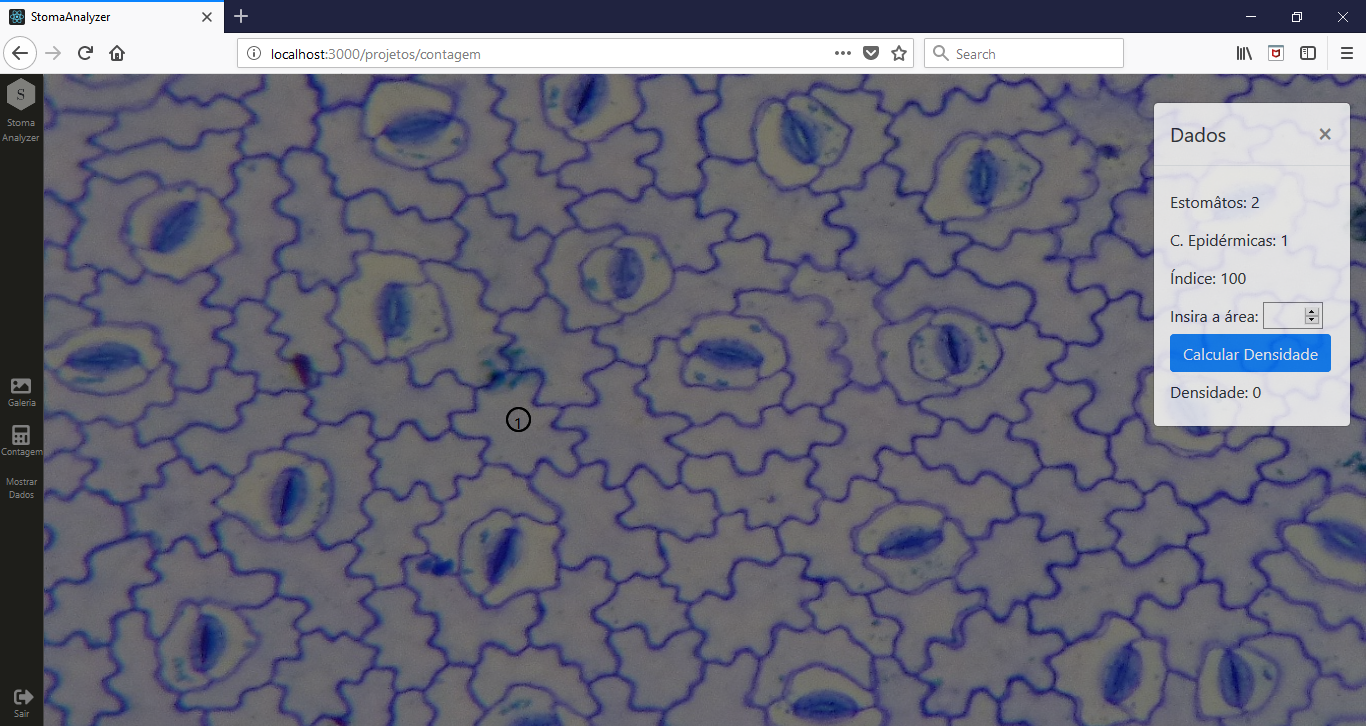 StomaAnalyzer
localhost:3000/projetos/contagem
Search
S
Stoma
Analyzer
Galeria
Contagem
Mostrar
Dados
Sair
1
Dados
Estomâtos: 2
C. Epidérmicas: 1
Índice: 100
Insira a área:
Calcular Densidade
Densidade: 0